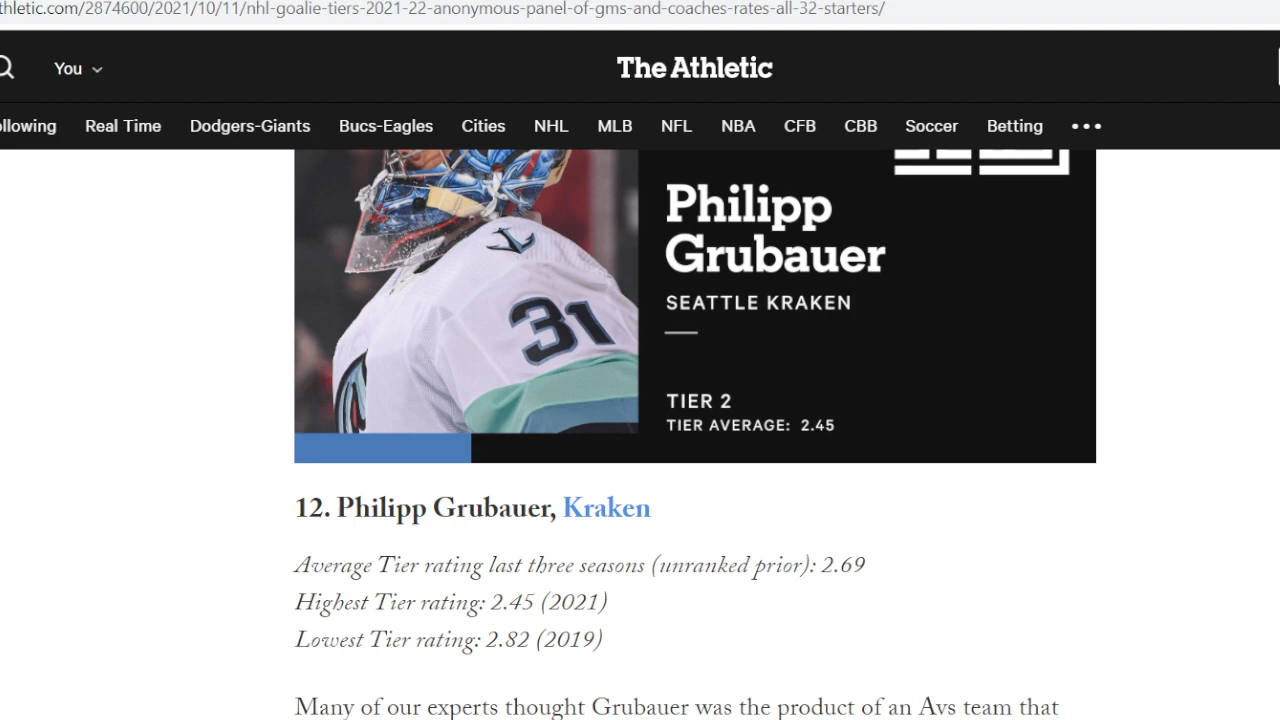 thletic.com/2874600/2021/10/11/nhl-goalie-tiers-2021-22-anonymous-panel-of-gms-and-coaches-rates-all-32-starters/
You
The Athletic
ollowing Real Time Dodgers-Giants Bucs-Eagles Cities NHL MLB NFL NBA CFB CBB Soccer Betting
Philipp
Grubauer
SEATTLE KRAKEN
31
TIER 2
TIER AVERAGE: 2.45
12. Philipp Grubauer, Kraken
Average Tier rating last three seasons (unranked prior): 2.69
Highest Tier rating: 2.45 (2021)
Lowest Tier rating: 2.82 (2019)
Many of our experts thought Grubauer was the product of an Avs team that